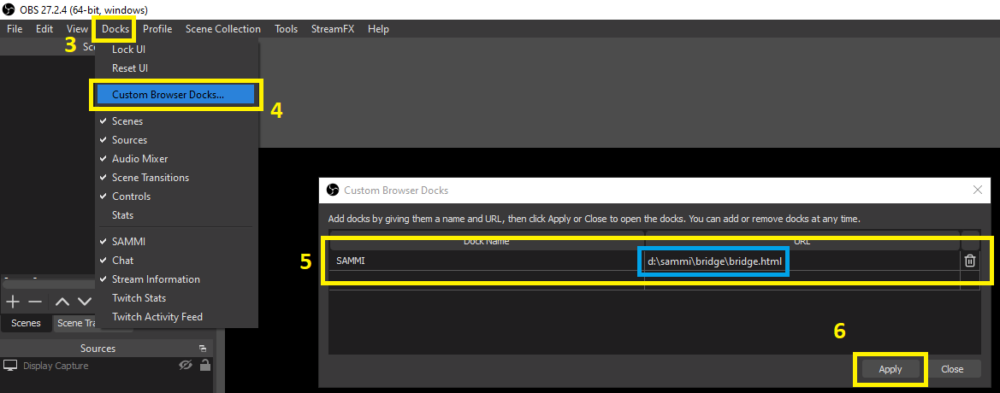 OBS 27.2.4 (64-bit, windows)
File Edit View Docks Profile Scene Collection Tools StreamFX Help
3
Lock UI
Reset UI
Custom Browser Docks...
4
Scenes
Sources
Audio Mixer
Scene Transitions
Controls
Stats
SAMMI
Chat
Stream Information
Twitch Stats
Twitch Activity Feed
Scenes Scene Tra
Sources
Display Capture
Custom Browser Docks
Add docks by giving them a name and URL, then click Apply or Close to open the docks. You can add or remove docks at any time.
Dock Name URL
5
SAMMI d:\sammi\bridge\bridge.html
6
Apply Close